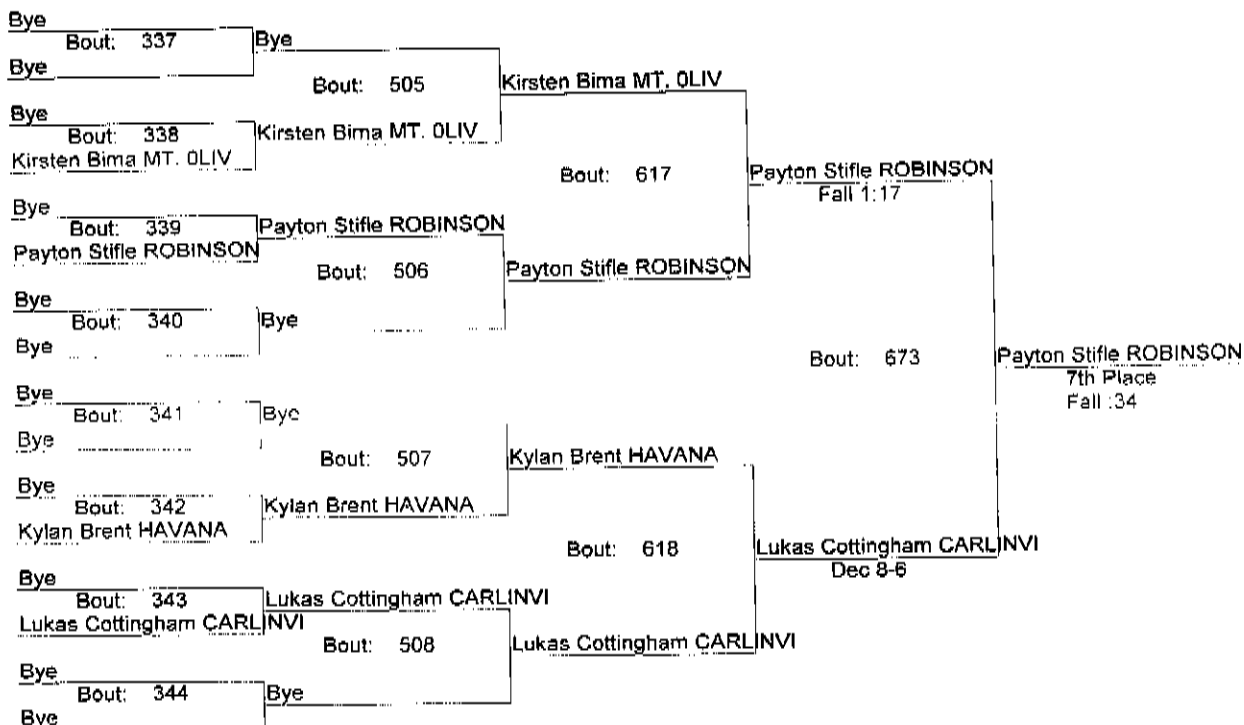 Bye
Bout: 337
Bye
Bye
Bout: 505
Kirsten Bima MT. 0LIV
Bye
Bout: 338
Kirsten Bima MT. 0LIV
Kirsten Bima MT. 0LIV
Bout: 617
Payton Stifle ROBINSON
Fall 1:17
Bye
Bout: 339
Payton Stifle ROBINSON
Payton Stifle ROBINSON
Bout: 506
Payton Stifle ROBINSON
Bye
Bout: 340
Bye
Bye
Bout: 673
Payton Stifle ROBINSON
7th Place
Fall :34
Bye
Bout: 341
Bye
Bye
Bout: 507
Kylan Brent HAVANA
Bye
Bout: 342
Kylan Brent HAVANA
Kylan Brent HAVANA
Bout: 618
Lukas Cottingham CARLINVI
Dec 8-6
Bye
Bout: 343
Lukas Cottingham CARLINVI
Lukas Cottingham CARLINVI
Bout: 508
Lukas Cottingham CARLINVI
Bye
Bout: 344
Bye
Bye